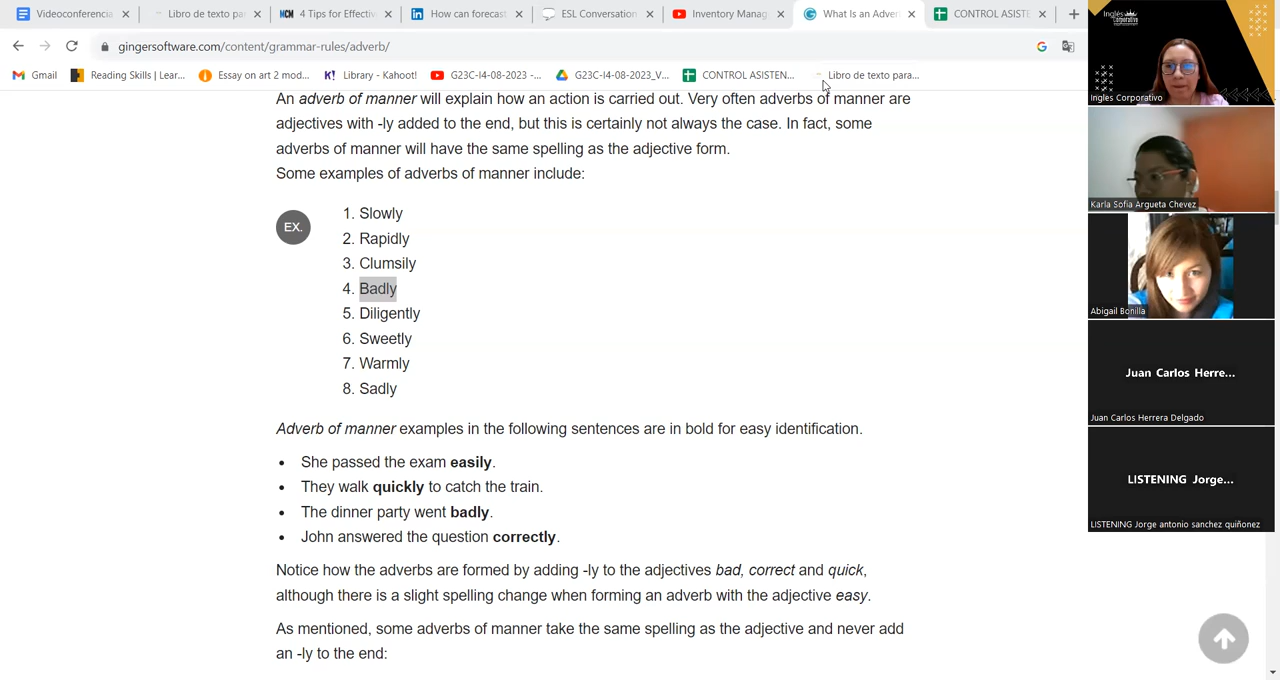 Videoconferencia
Libro de texto pa
4 Tips for Effectiv
How can forecast
ESL Conversation
Inventory Manag
What Is an Adver
CONTROL ASISTE
gingersoftware.com/content/grammar-rules/adverb/
Gmail
Reading Skills | Lear...
Essay on art 2 mod...
Library - Kahoot!
G23C-I4-08-2023 -...
G23C-I4-08-2023_V...
CONTROL ASISTEN...
Libro de texto para...
An adverb of manner will explain how an action is carried out. Very often adverbs of manner are
adjectives with -ly added to the end, but this is certainly not always the case. In fact, some
adverbs of manner will have the same spelling as the adjective form.
Some examples of adverbs of manner include:
EX.
1. Slowly
2. Rapidly
3. Clumsily
4. Badly
5. Diligently
6. Sweetly
7. Warmly
8. Sadly
Adverb of manner examples in the following sentences are in bold for easy identification.
• She passed the exam easily.
• They walk quickly to catch the train.
• The dinner party went badly.
• John answered the question correctly.
Notice how the adverbs are formed by adding -ly to the adjectives bad, correct and quick,
although there is a slight spelling change when forming an adverb with the adjective easy.
As mentioned, some adverbs of manner take the same spelling as the adjective and never add
an -ly to the end:
Inglés
Corporativo
Ingles Corporativo
Karla Sofia Argueta Chevez
Abigail Bonilla
Juan Carlos Herre...
Juan Carlos Herrera Delgado
LISTENING Jorge...
LISTENING Jorge antonio sanchez quiñonez